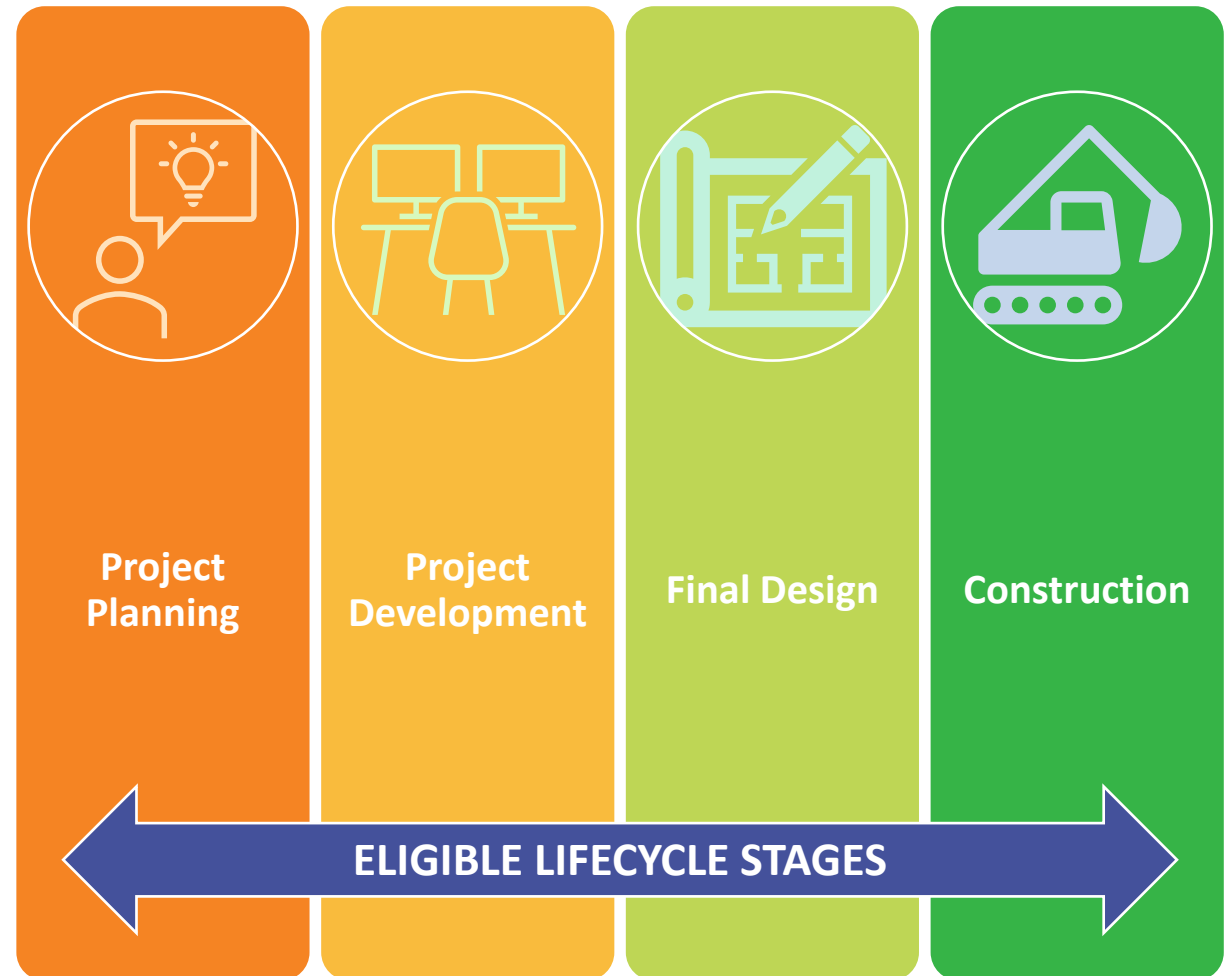 Project
Planning
Project
Development
Final Design
Construction
ELIGIBLE LIFECYCLE STAGES